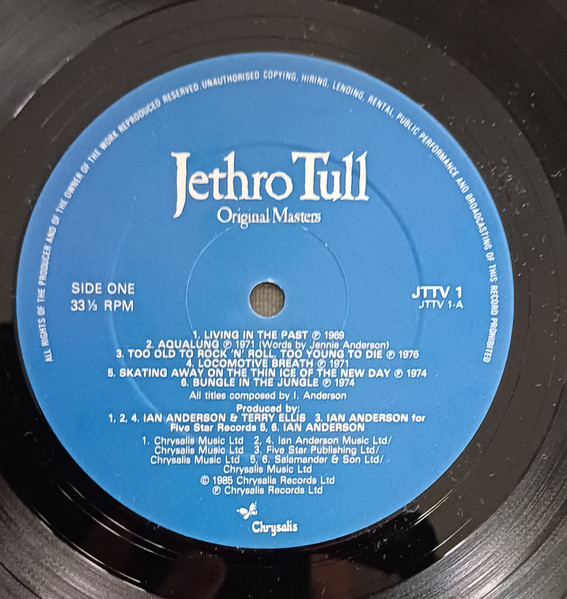 ALL RIGHTS OF THE PRODUCER AND OF THE OWNER OF THE WORK REPRODUCED RESERVED. UNAUTHORISED COPYING, HIRING, LENDING, RENTAL, PUBLIC PERFORMANCE AND BROADCASTING OF THIS RECORD PROHIBITED
Jethro Tull
Original Masters
SIDE ONE
33⅓ RPM
JTTV 1
JTTV 1-A
1. LIVING IN THE PAST ℗ 1969
2. AQUALUNG ℗ 1971 (Words by Jennie Anderson)
3. TOO OLD TO ROCK 'N' ROLL, TOO YOUNG TO DIE ℗ 1976
4. LOCOMOTIVE BREATH ℗ 1971
5. SKATING AWAY ON THE THIN ICE OF THE NEW DAY ℗ 1974
6. BUNGLE IN THE JUNGLE ℗ 1974
All titles composed by I. Anderson
Produced by:
1, 2, 4. IAN ANDERSON & TERRY ELLIS 3. IAN ANDERSON for
Five Star Records 5, 6. IAN ANDERSON
1. Chrysalis Music Ltd 2, 4. Ian Anderson Music Ltd/
Chrysalis Music Ltd 3. Five Star Publishing Ltd/
Chrysalis Music Ltd 5, 6. Salamander & Son Ltd/
Chrysalis Music Ltd
© 1985 Chrysalis Records Ltd
℗ Chrysalis Records Ltd
Chrysalis